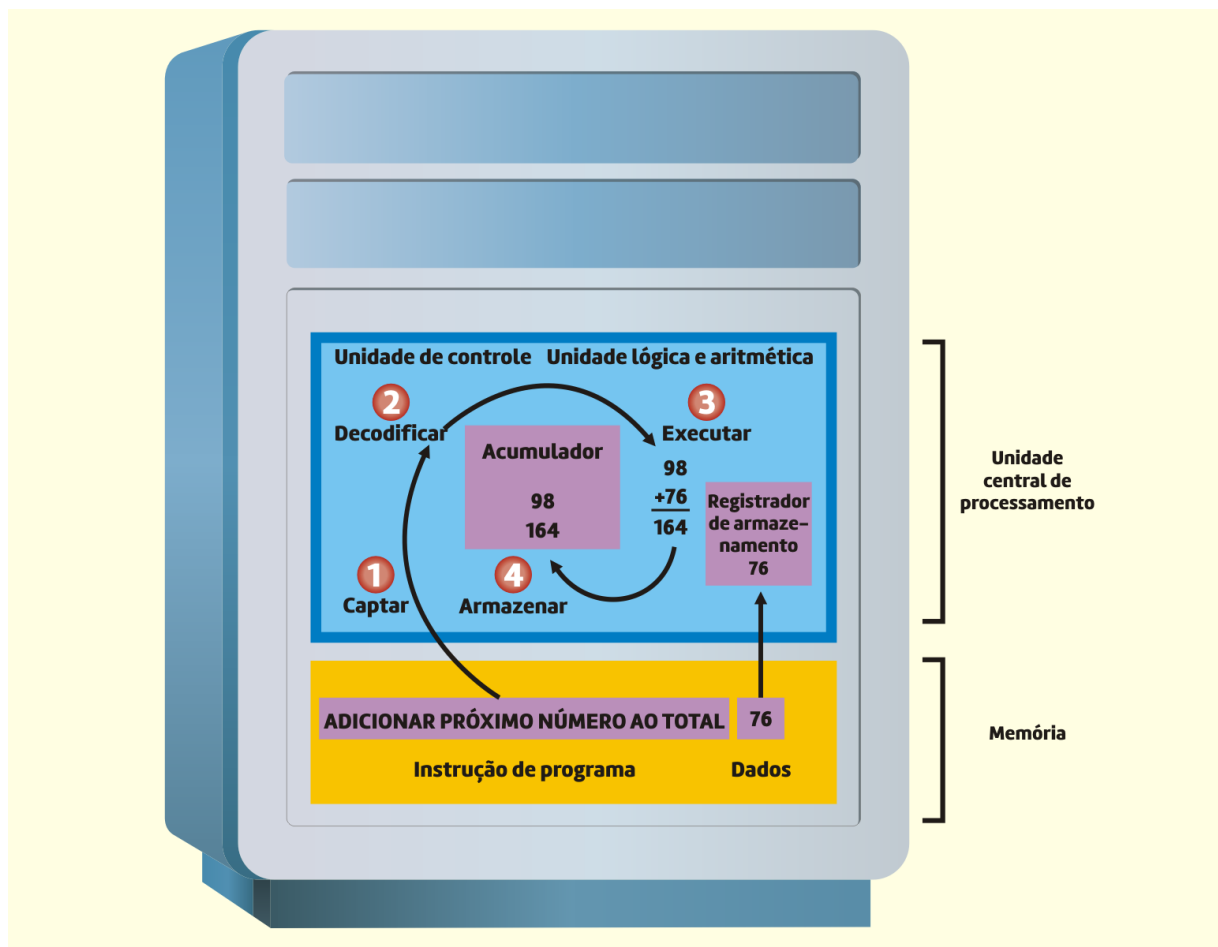 Unidade de controle Unidade lógica e aritmética
2
Decodificar
3
Executar
Acumulador
98
164
98
+76
164
Registrador
de armaze-
namento
76
1
Captar
4
Armazenar
ADICIONAR PRÓXIMO NÚMERO AO TOTAL
76
Instrução de programa
Dados
Unidade
central de
processamento
Memória